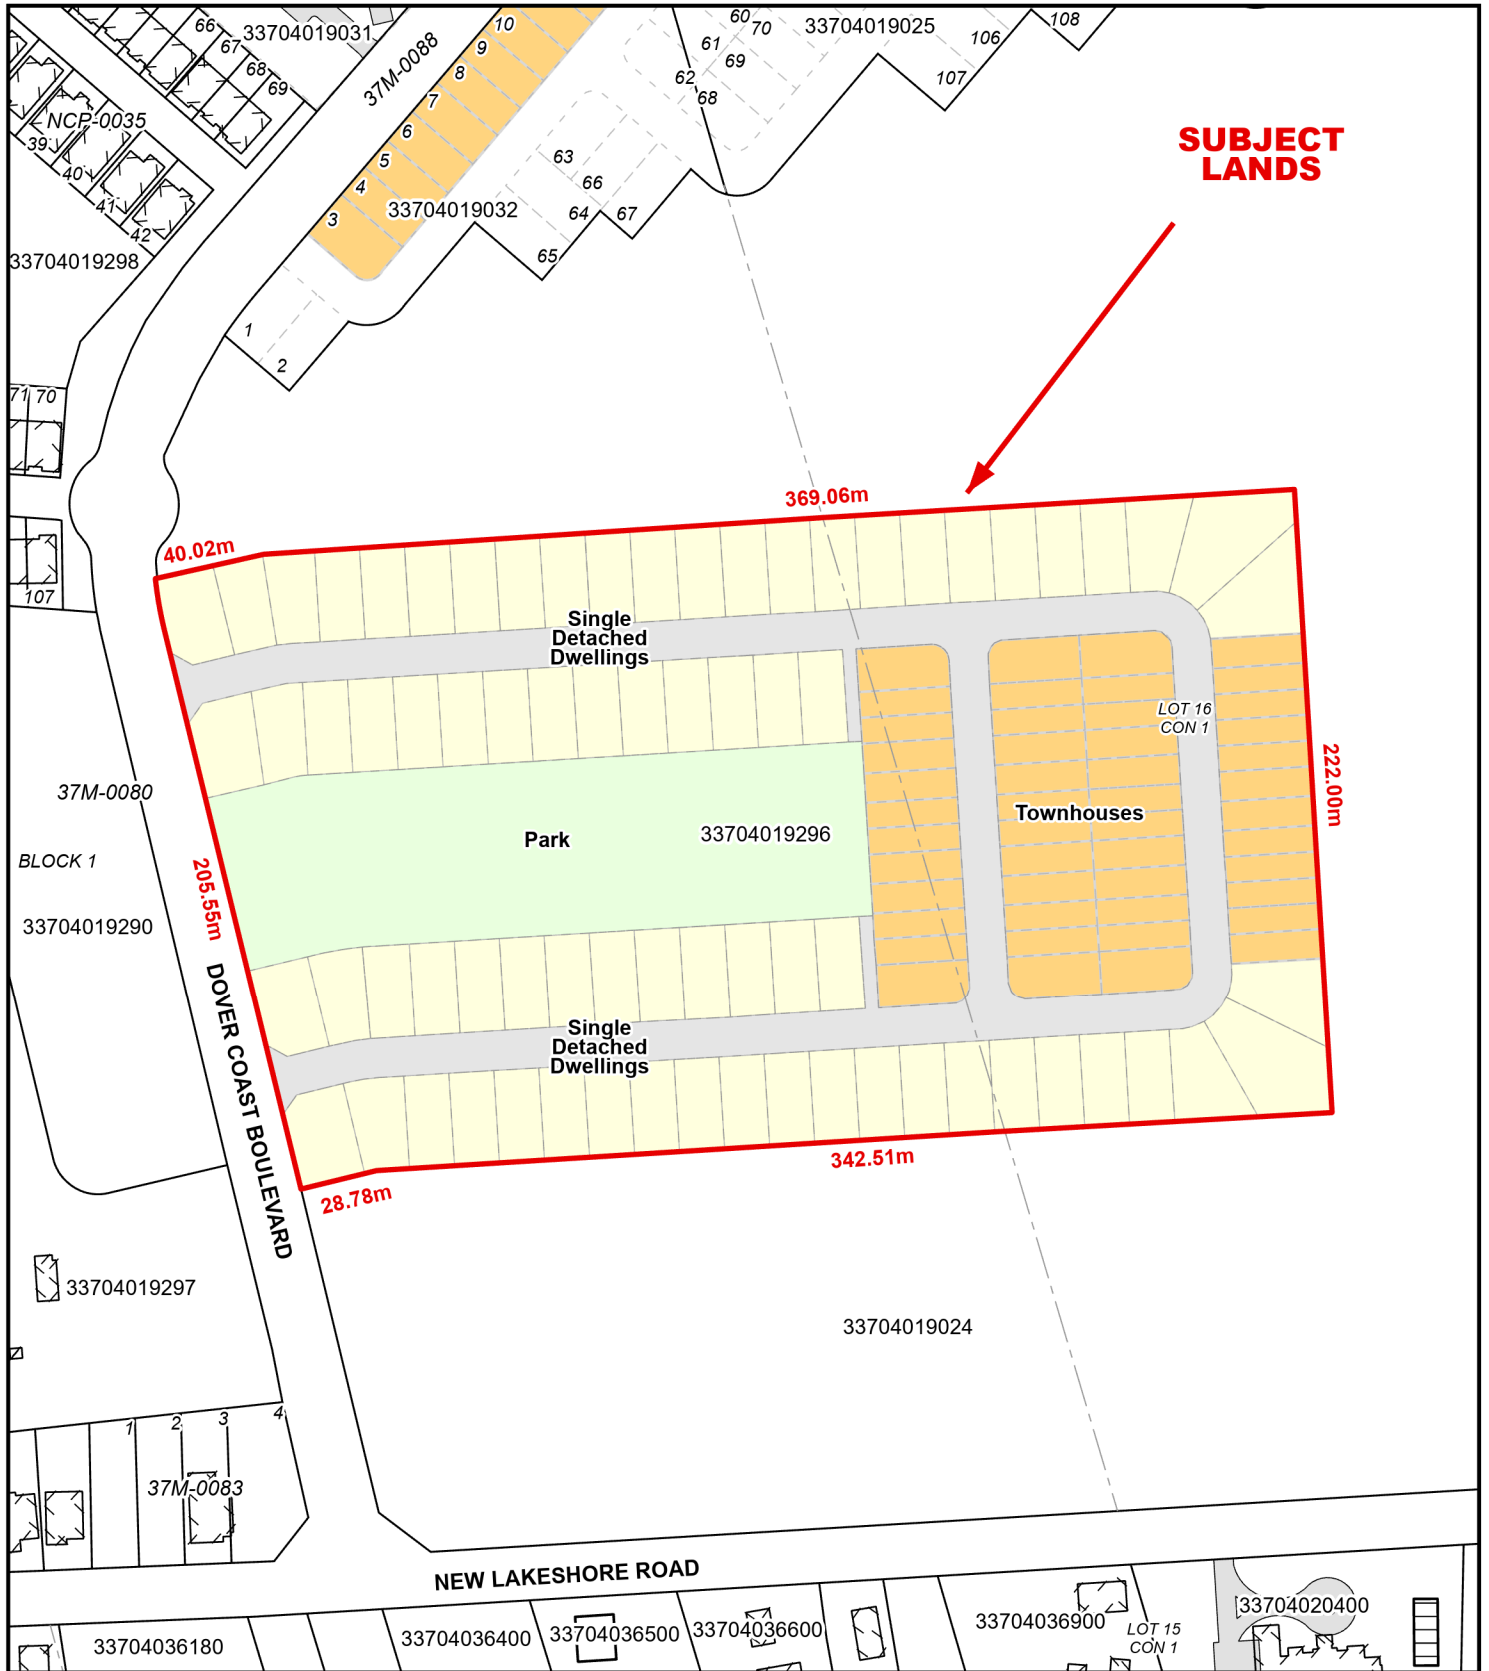 66
67
68
69
33704019031
37M-0088
10
9
8
7
6
5
4
3
60
70
61
69
62
68
33704019025
106
107
108
NCP-0035
39
40
41
42
33704019298
33704019032
63
66
64
67
65
1
2
SUBJECT
LANDS
71
70
107
40.02m
369.06m
Single
Detached
Dwellings
LOT 16
CON 1
222.00m
37M-0080
BLOCK 1
33704019290
205.55m
Park
33704019296
Townhouses
DOVER COAST BOULEVARD
Single
Detached
Dwellings
342.51m
28.78m
33704019297
33704019024
1
2
3
4
37M-0083
NEW LAKESHORE ROAD
33704036180
33704036400
33704036500
33704036600
33704036900
LOT 15
CON 1
33704020400